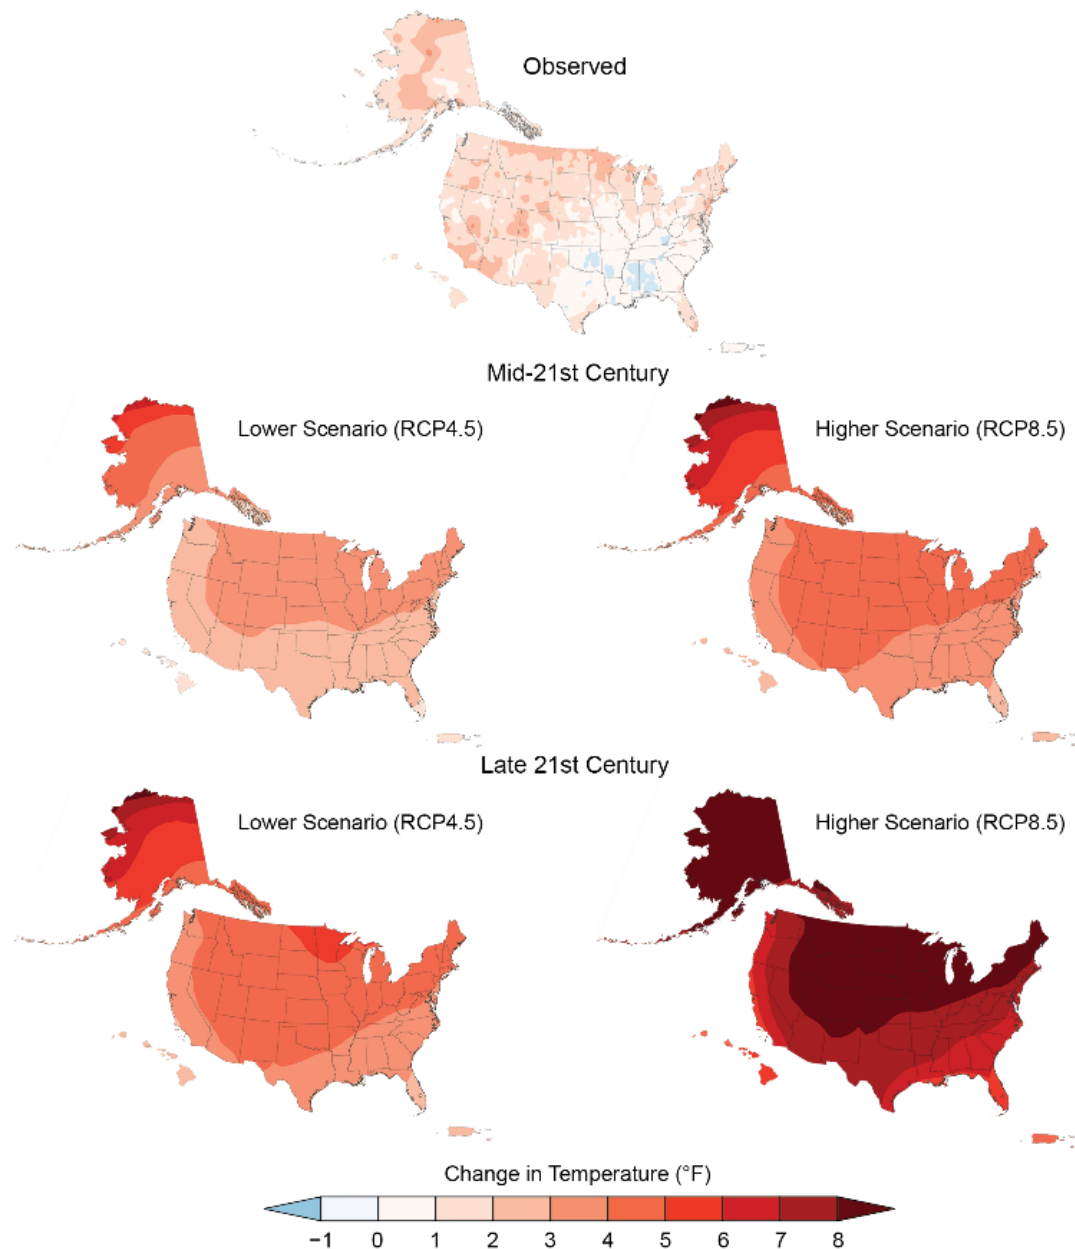 Observed
Mid-21st Century
Lower Scenario (RCP4.5)
Higher Scenario (RCP8.5)
Late 21st Century
Lower Scenario (RCP4.5)
Higher Scenario (RCP8.5)
Change in Temperature (°F)
−1 0 1 2 3 4 5 6 7 8